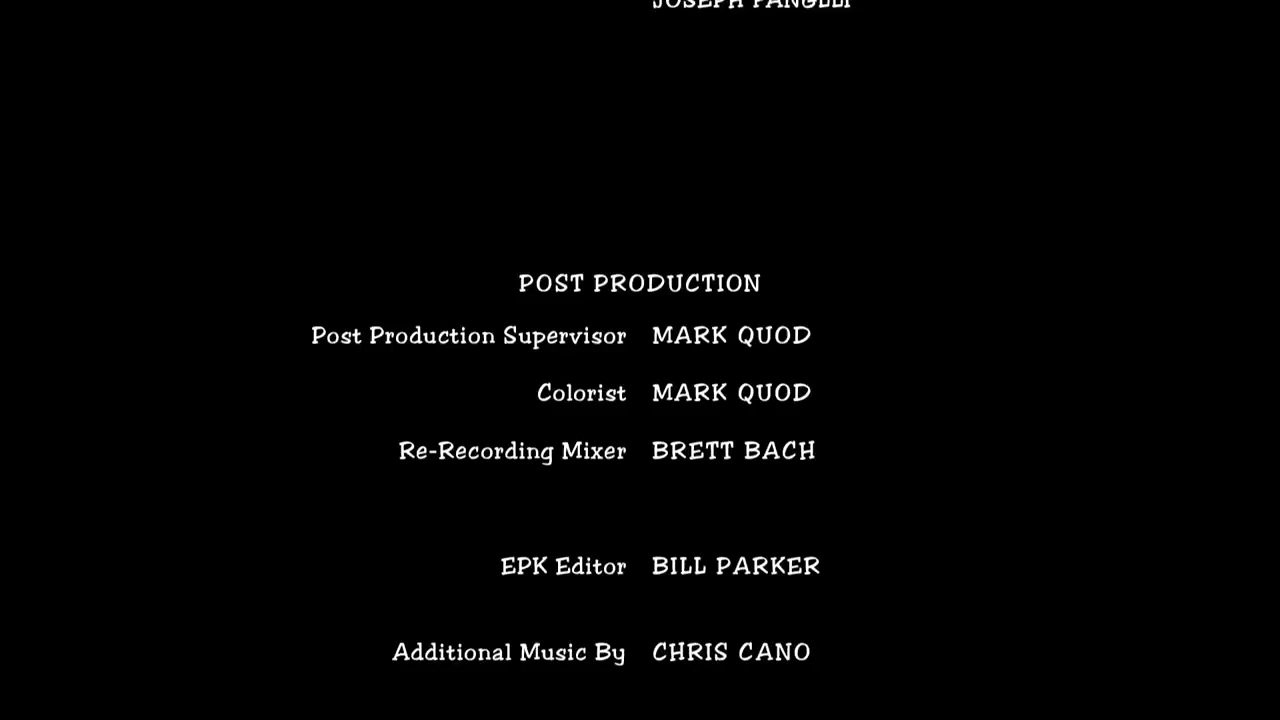 JOSEPH
POST PRODUCTION
Post Production Supervisor MARK QUOD
Colorist MARK QUOD
Re-Recording Mixer BRETT BACH
EPK Editor BILL PARKER
Additional Music By CHRIS CANO